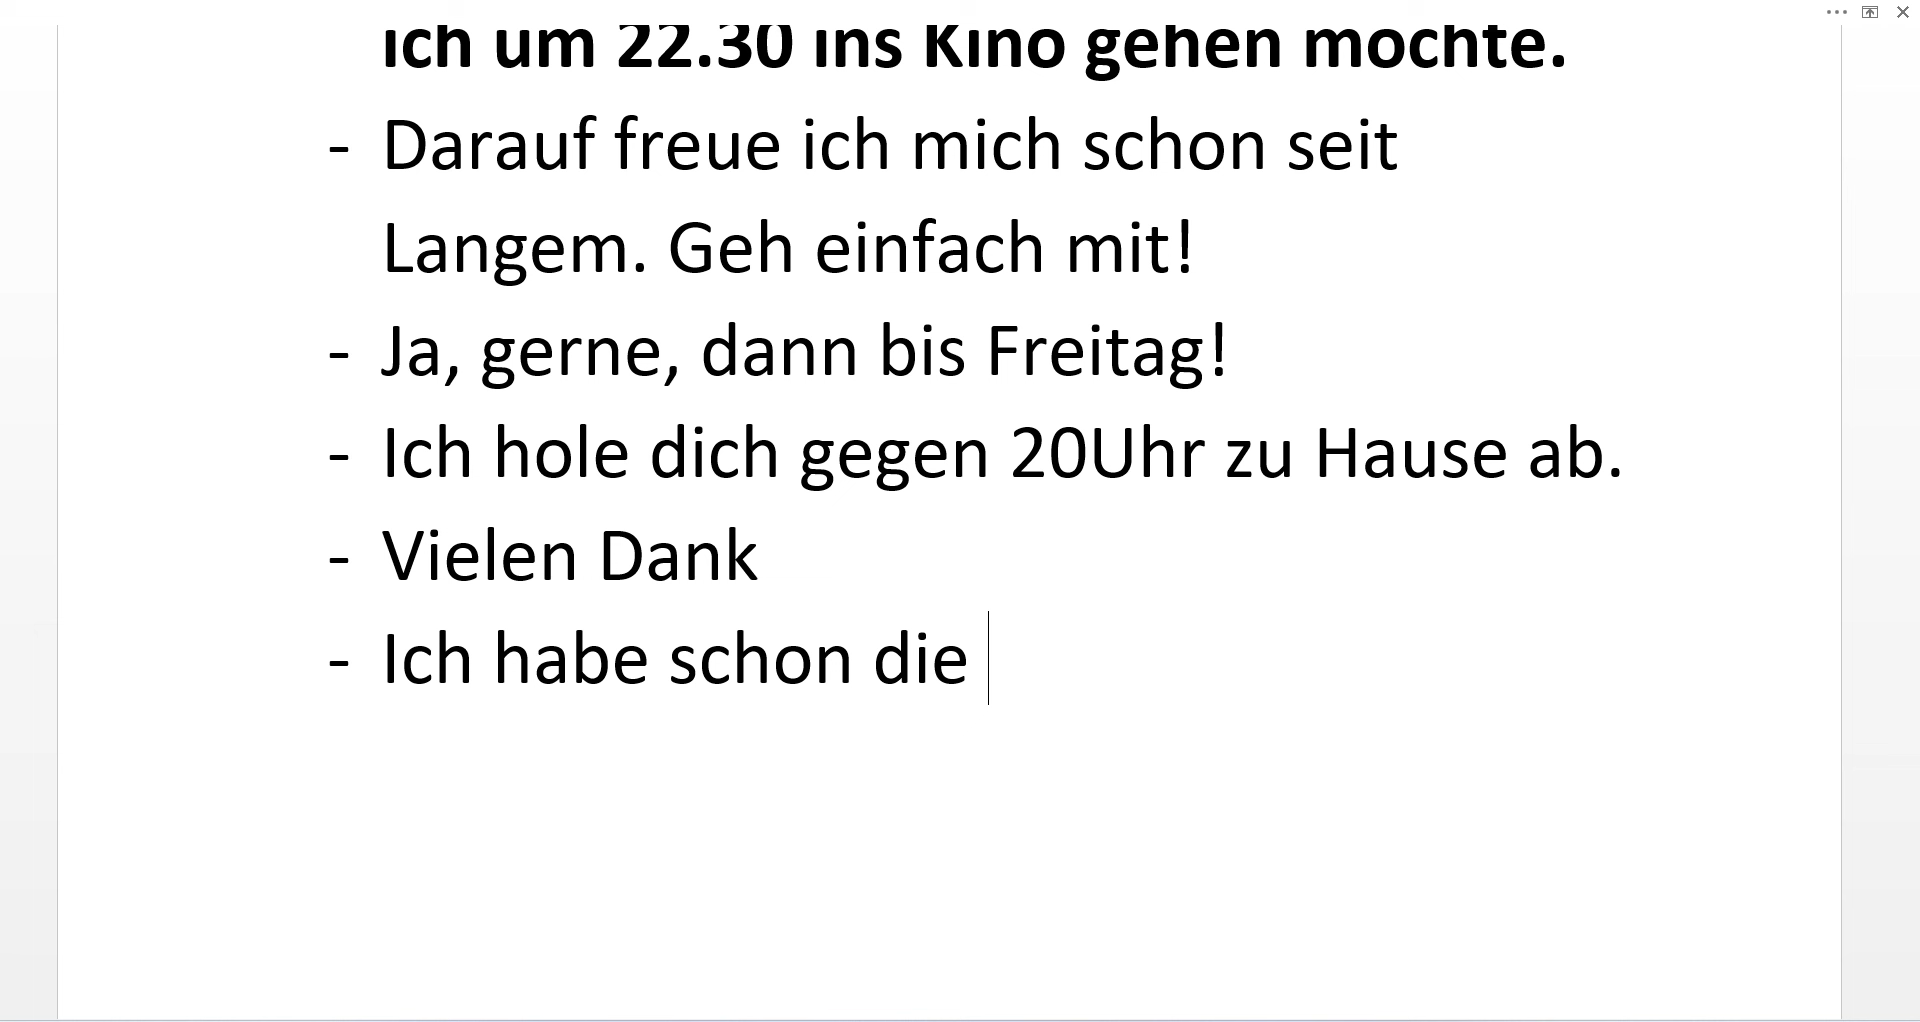 ich um 22.30 ins Kino gehen möchte.
- Darauf freue ich mich schon seit
Langem. Geh einfach mit!
- Ja, gerne, dann bis Freitag!
- Ich hole dich gegen 20Uhr zu Hause ab.
- Vielen Dank
- Ich habe schon die